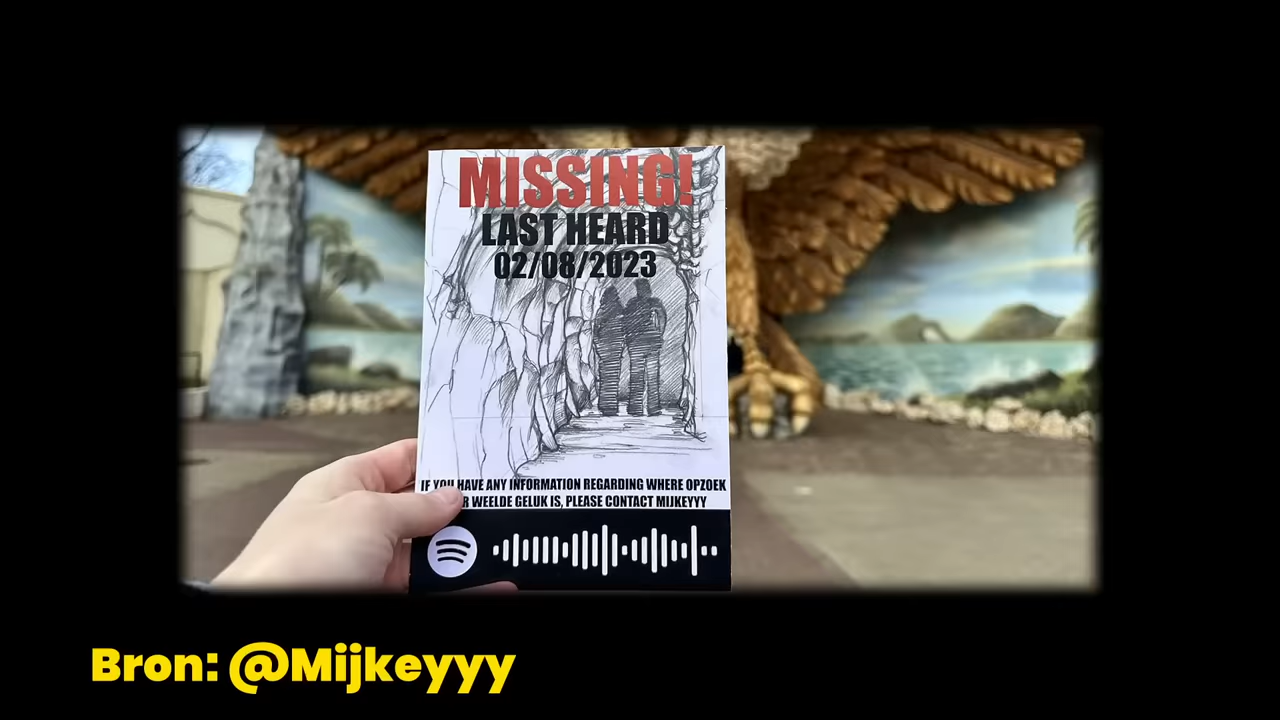 MISSING!
LAST HEARD
02/08/2023
IF YOU HAVE ANY INFORMATION REGARDING WHERE OPZOEK
WEELDE GELUK IS, PLEASE CONTACT MIJKEYYY
Bron: @Mijkeyyy